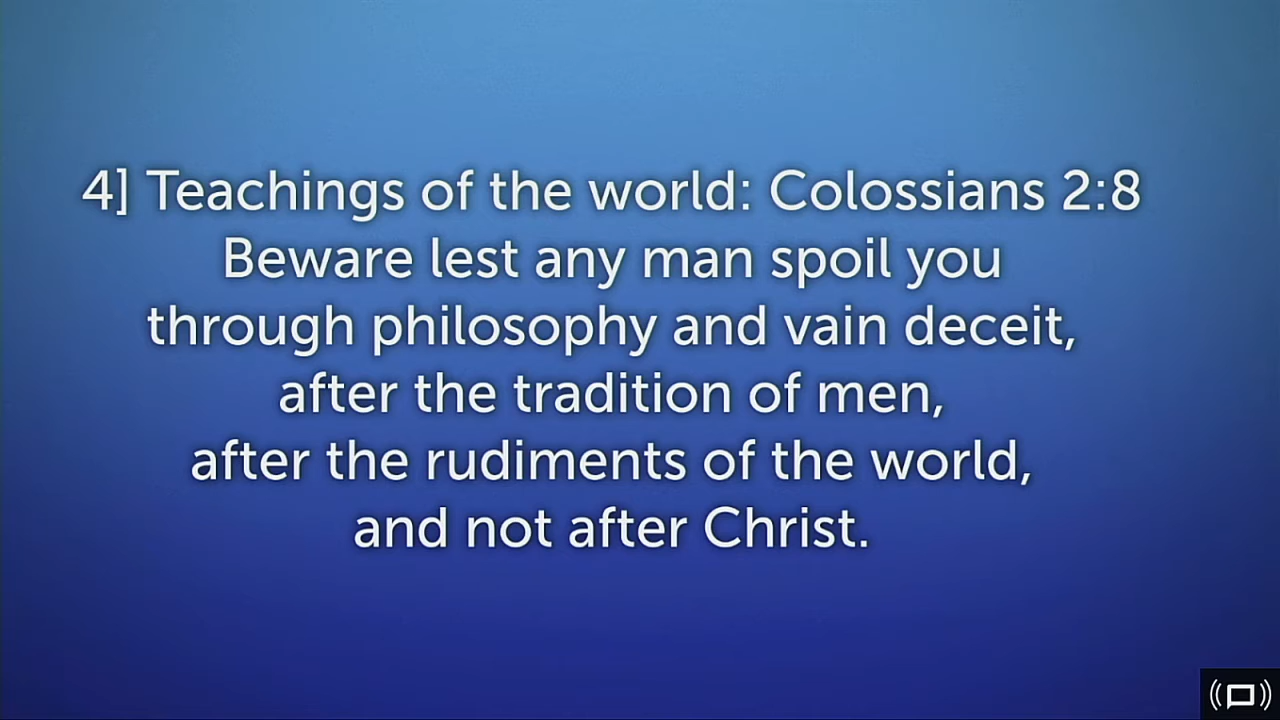 4] Teachings of the world: Colossians 2:8
Beware lest any man spoil you
through philosophy and vain deceit,
after the tradition of men,
after the rudiments of the world,
and not after Christ.